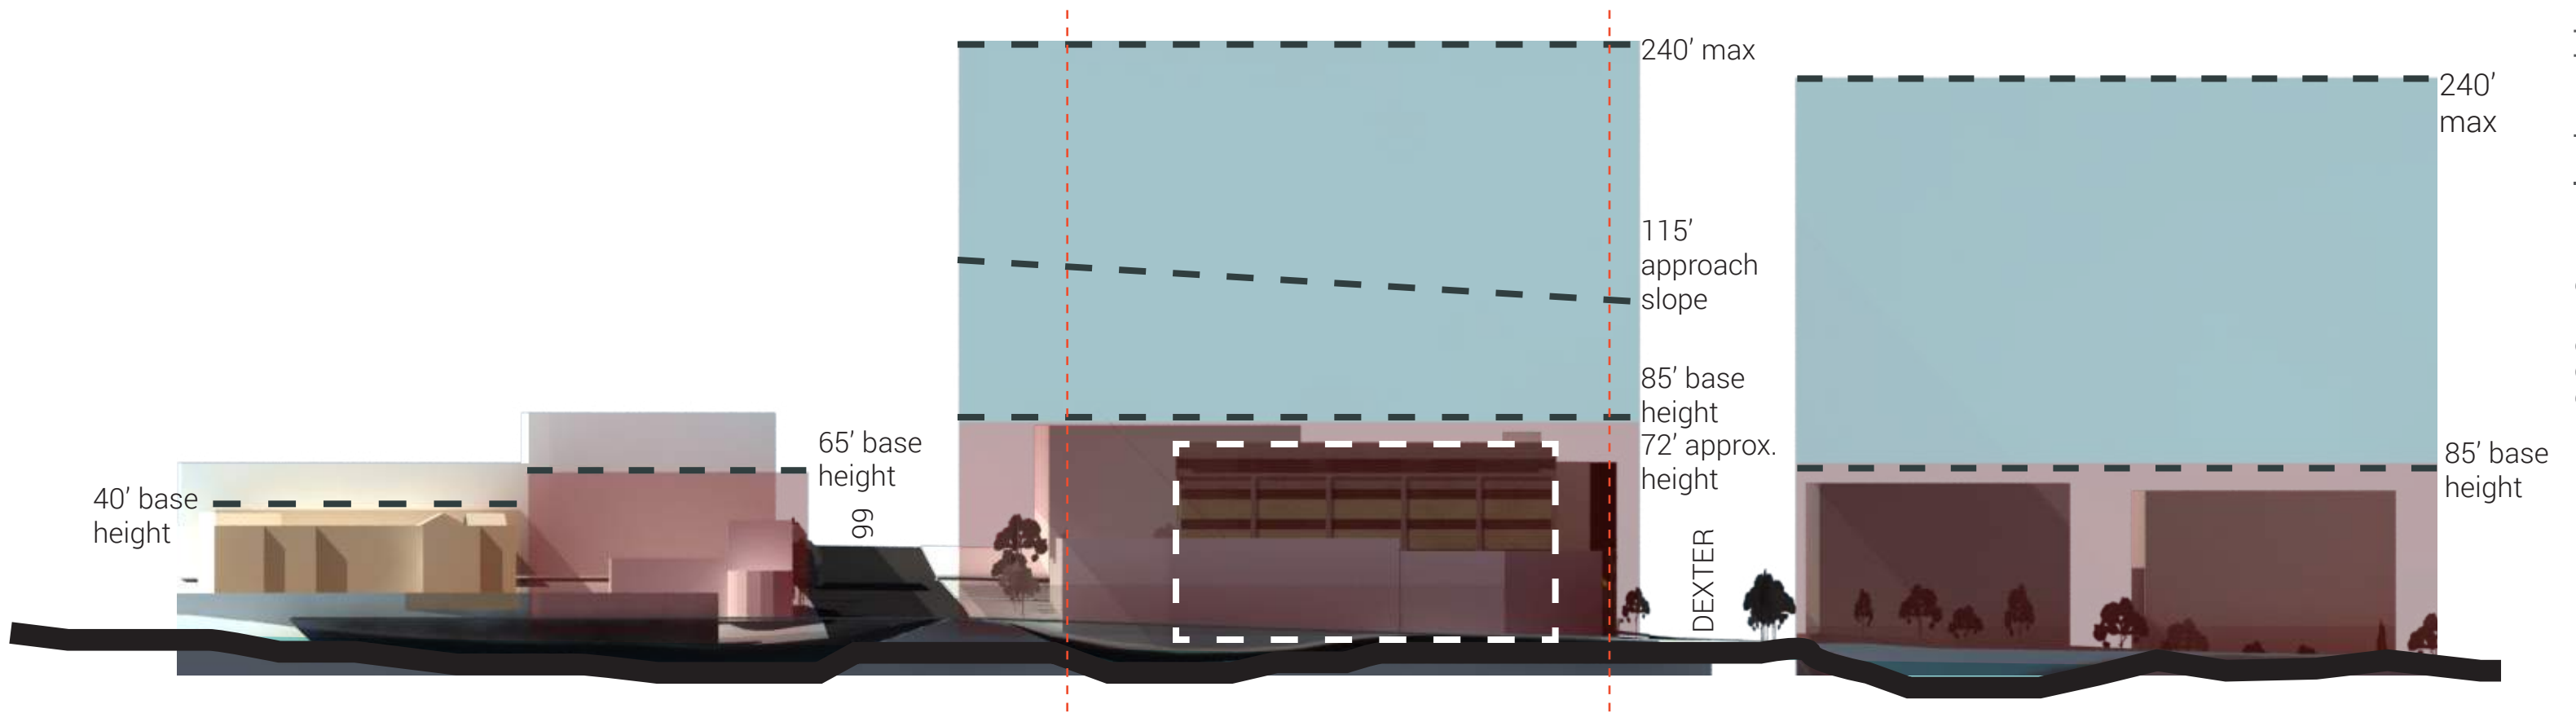 240' max
240'
max
115'
approach
slope
85' base
height
65' base
height
72' approx.
height
85' base
height
40' base
height
99
DEXTER